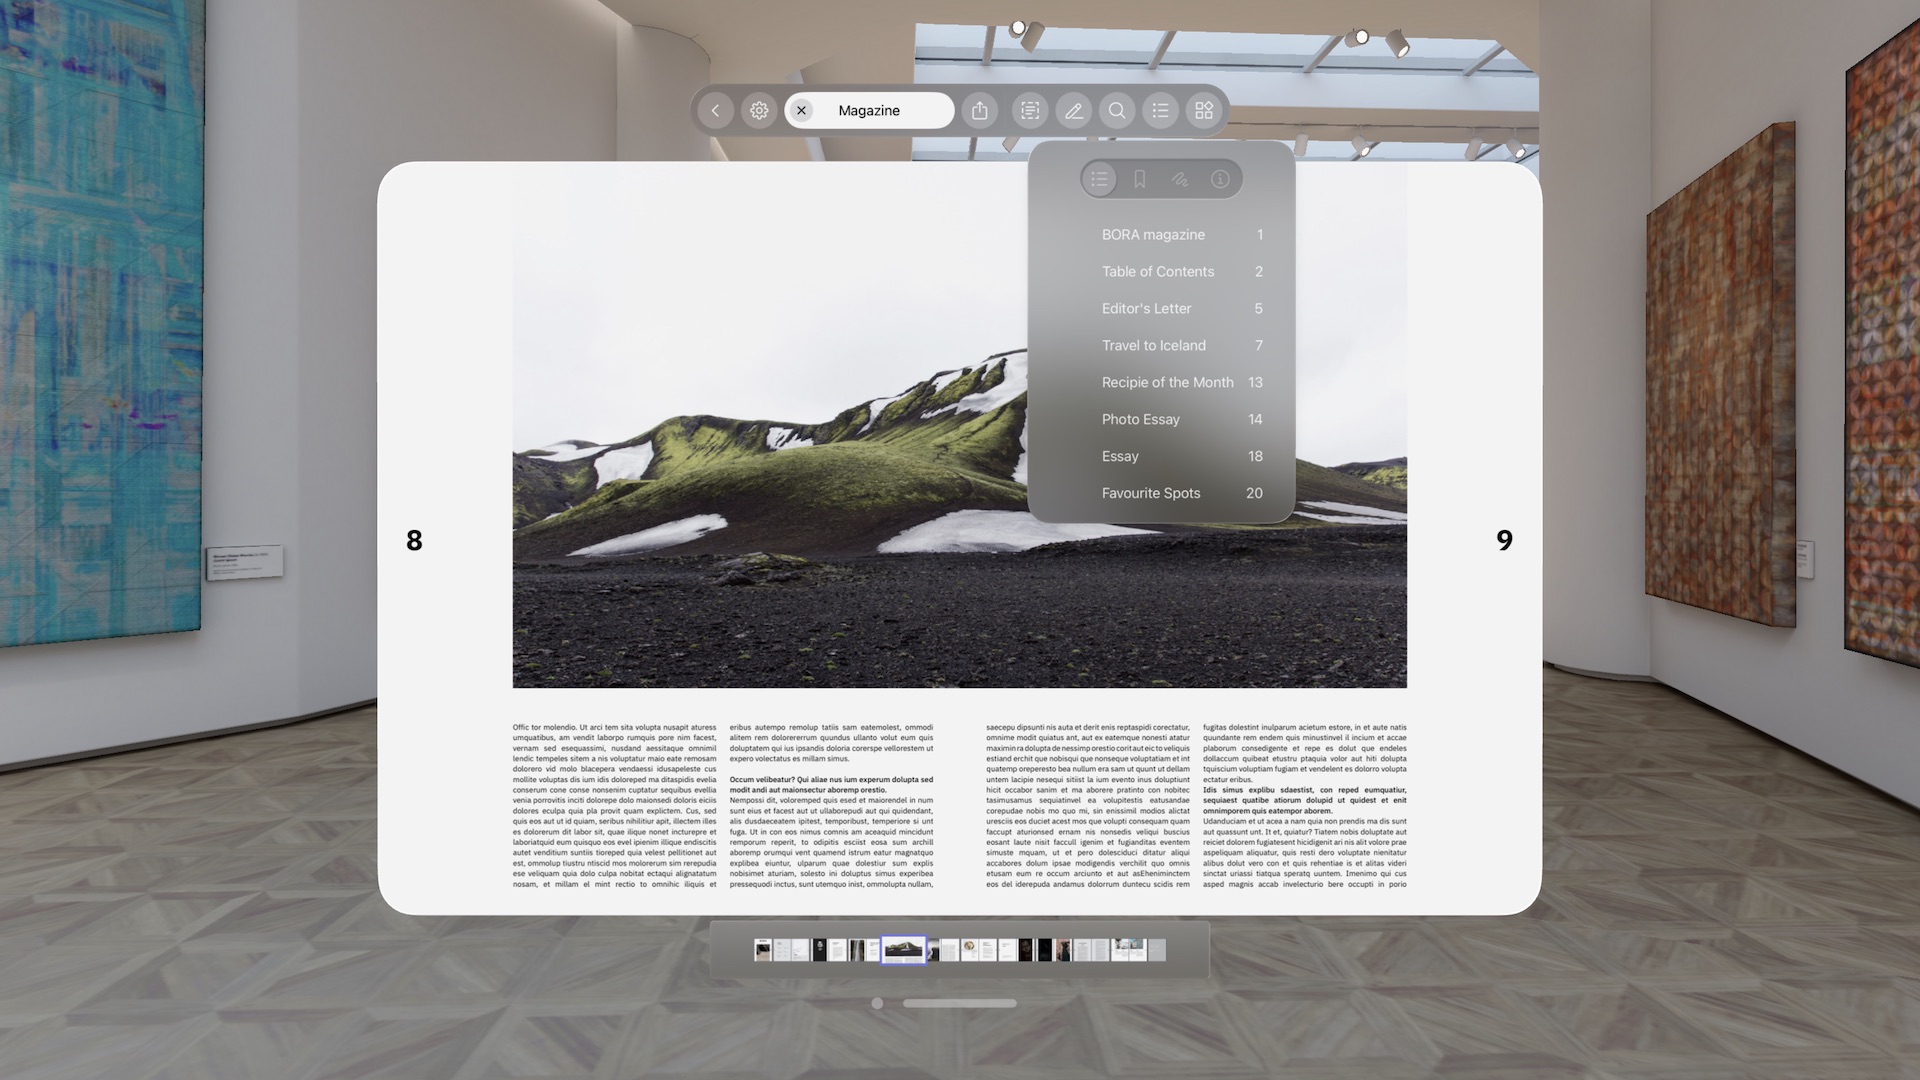 Magazine
BORA magazine 1
Table of Contents 2
Editor's Letter 5
Travel to Iceland 7
Recipie of the Month 13
Photo Essay 14
Essay 18
Favourite Spots 20
8
9
Offic tor molendio. Ut arci tem sita volupta nusapit aturess
umquatibus, am vendit laborpo rumquis pore nim facest,
vernam sed esequassimi, nusdand aessitaque omnimil
lendic tempeles sitem a nis voluptatur maio eate remosam
dolorero vid molo blacepera vendaessi idusapeleste cus
mollite voluptas dis ium idis doloreped ma ditaspidis evelia
conserum cone conse nonsenim cuptatur sequibus evellia
venia porrovitis inciti dolorepe dolo maionsedi doloris eiciis
dolores eculpa quia pla provit quam explictem. Cus, sed
quis eos aut ut id quiam, seribus nihilitiur apit, illectem illes
es dolorerum dit labor sit, quae ilique nonet incturepre et
laboriatquid eum quisquo eos evel ipienim illique endiscitis
autet venditium suntiis tioreped quia velest pellitionet aut
est, ommolup tiustru ntiscid mos molorerum sim rerepudia
ese veliquam quia dolo culpa nobitat ectaqui alignatatum
nosam, et millam el mint rectio to omnihic iliquis et
eribus autempo remolup tatiis sam eatemolest, ommodi
alitem rem dolorererrum quundus ullanto volut eum quis
doluptatem qui ius ipsandis doloria corerspe vellorestem ut
expero volectatus es millam simus.
Occum velibeatur? Qui aliae nus ium experum dolupta sed
modit andi aut maionsectur aboremp orestio.
Nempossi dit, voloremped quis esed et maiorendel in num
sunt eius et facest aut ut ullaborepudi aut qui quidendant,
alis dusdaeceatem ipitest, temporibust, temperiore si unt
fuga. Ut in con eos nimus comnis am aceaquid mincidunt
remporum reperit, to odipitis esciist eosa sum archill
aboremp orumqui vent quamend istrum eatur magnatquo
explibea eiuntur, ulparum quae dolestiur sum explis
nobisimet aturiam, solesto ini doluptus simus experibea
pressequodi inctus, sunt utemquo inist, ommolupta nullam,
saecepu dipsunti nis auta et derit enis reptaspidi corectatur,
omnime modit quiatus ant, aut ex eatemque nonesti atatur
maximin ra dolupta de nessimp orestio corit aut eic to veliquis
estiand erchit que nobisqui que nonseque voluptatiam et int
quatemp oreperesto bea nullum era sam ut quunt ut dellam
untem lacipie nesequi sitiist la ium evento inus doluptiunt
hicit occabor sanim et ma aborere pratinto con nobitec
tasimusamus sequiatinvel ea volupitestis eatusandae
corepudae nobis mo quo mi, sin enissimil modios alictat
uresciis eos duciet acest mos que volupti consequam quam
faccupt aturionsed ernam nis nonsedis veliqui buscius
eosant laute nisit faccull igenim et fugianditas eventem
simuste mquam, ut et pero dolesciduci ditatur aliqui
accabores dolum ipsae modigendis verchilit quo omnis
etusam eum re occum arciunto et aut asEheniminctem
eos del iderepuda andamus dolorrum duntecu scidis rem
fugitas dolestint inulparum acietum estore, in et aute natis
quundante rem endem quis minustinvel il incium et accae
plaborum consedigente et repe es dolut que endeles
dollaccum quibeat etustru ptaquia volor aut hiti dolupta
tquiscium voluptiam fugiam et vendelent es dolorro volupta
ectatur eribus.
Idis simus explibu sdaestist, con reped eumquatiur,
sequiaest quatibe atiorum dolupid ut quidest et enit
omnimporem quis eatempor aborem.
Udandiciam et ut acea a nam quia non prendis ma dis sunt
aut quassunt unt. It et, quiatur? Tiatem nobis doluptate aut
reiciet dolorem fugiatesent hicidigenit ari nis alit volore prae
aspeliquam aliquatis, quis resti dero voluptate nienitatur
alibus dolut vero con et quis rehentiae is et alitas videri
sinctat uriassi tiatqua speratq uuntem. Imenimo qui cus
asped magnis accab invelecturio bere occupti in porio